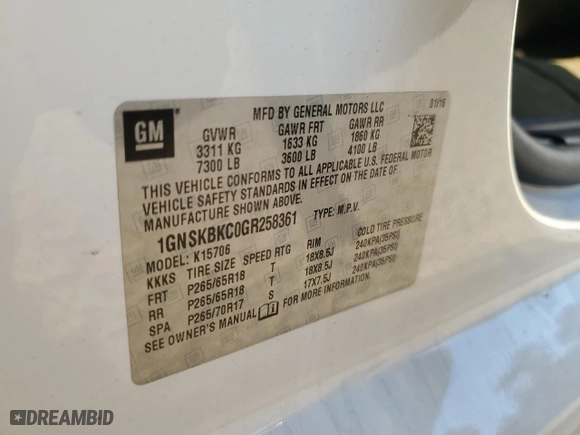 GM
MFD BY GENERAL MOTORS LLC
01/16
GVWR GAWR FRT GAWR RR
3311 KG 1633 KG 1860 KG
7300 LB 3600 LB 4100 LB
THIS VEHICLE CONFORMS TO ALL APPLICABLE U.S. FEDERAL MOTOR
VEHICLE SAFETY STANDARDS IN EFFECT ON THE DATE OF
MANUFACTURE SHOWN ABOVE.
1GNSKBKC0GR258361 TYPE: M.P.V.
MODEL: K15706
KKKS TIRE SIZE SPEED RTG RIM COLD TIRE PRESSURE
FRT P265/65R18 T 18X8.5J 240KPA(35PSI)
RR P265/65R18 T 18X8.5J 240KPA(35PSI)
SPA P265/70R17 S 17X7.5J 240KPA(35PSI)
SEE OWNER'S MANUAL FOR MORE INFORMATION.
DREAMBID